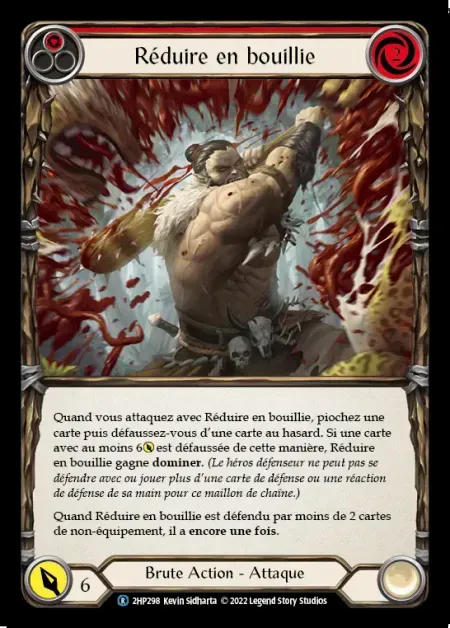 Réduire en bouillie
2
Quand vous attaquez avec Réduire en bouillie, piochez une
carte puis défaussez-vous d'une carte au hasard. Si une carte
avec au moins 6 est défaussée de cette manière, Réduire
en bouillie gagne dominer. (Le héros défenseur ne peut pas se
défendre avec ou jouer plus d'une carte de défense ou une réaction
de défense de sa main pour ce maillon de chaîne.)
Quand Réduire en bouillie est défendu par moins de 2 cartes
de non-équipement, il a encore une fois.
6
Brute Action - Attaque
R 2HP298 Kevin Sidharta © 2022 Legend Story Studios